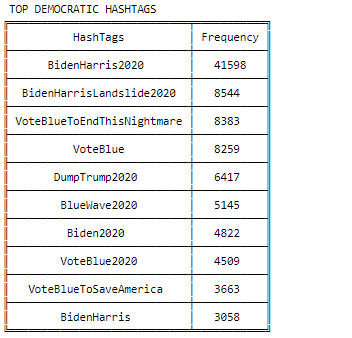 TOP DEMOCRATIC HASHTAGS
HashTags Frequency
BidenHarris2020 41598
BidenHarrisLandslide2020 8544
VoteBlueToEndThisNightmare 8383
VoteBlue 8259
DumpTrump2020 6417
BlueWave2020 5145
Biden2020 4822
VoteBlue2020 4509
VoteBlueToSaveAmerica 3663
BidenHarris 3058